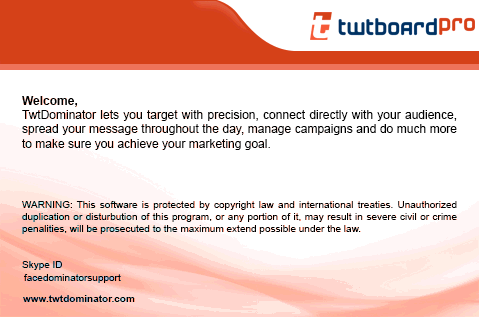 twtboardpro
Welcome,
TwtDominator lets you target with precision, connect directly with your audience,
spread your message throughout the day, manage campaigns and do much more
to make sure you achieve your marketing goal.
WARNING: This software is protected by copyright law and international treaties. Unauthorized
duplication or disturbution of this program, or any portion of it, may result in severe civil or crime
penalities, will be prosecuted to the maximum extend possible under the law.
Skype ID
facedominatorsupport
www.twtdominator.com